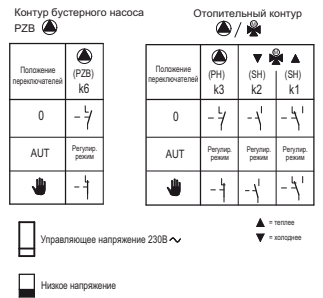 Контур бустерного насоса
PZB
Отопительный контур
/
Положение переключателей
(PZB)
k6
0
AUT
Регулир. режим
Положение переключателей
(PH)
k3
(SH)
k2
(SH)
k1
0
AUT
Регулир. режим
Регулир. режим
Регулир. режим
Управляющее напряжение 230В ~
Низкое напряжение
▲ = теплее
▼ = холоднее